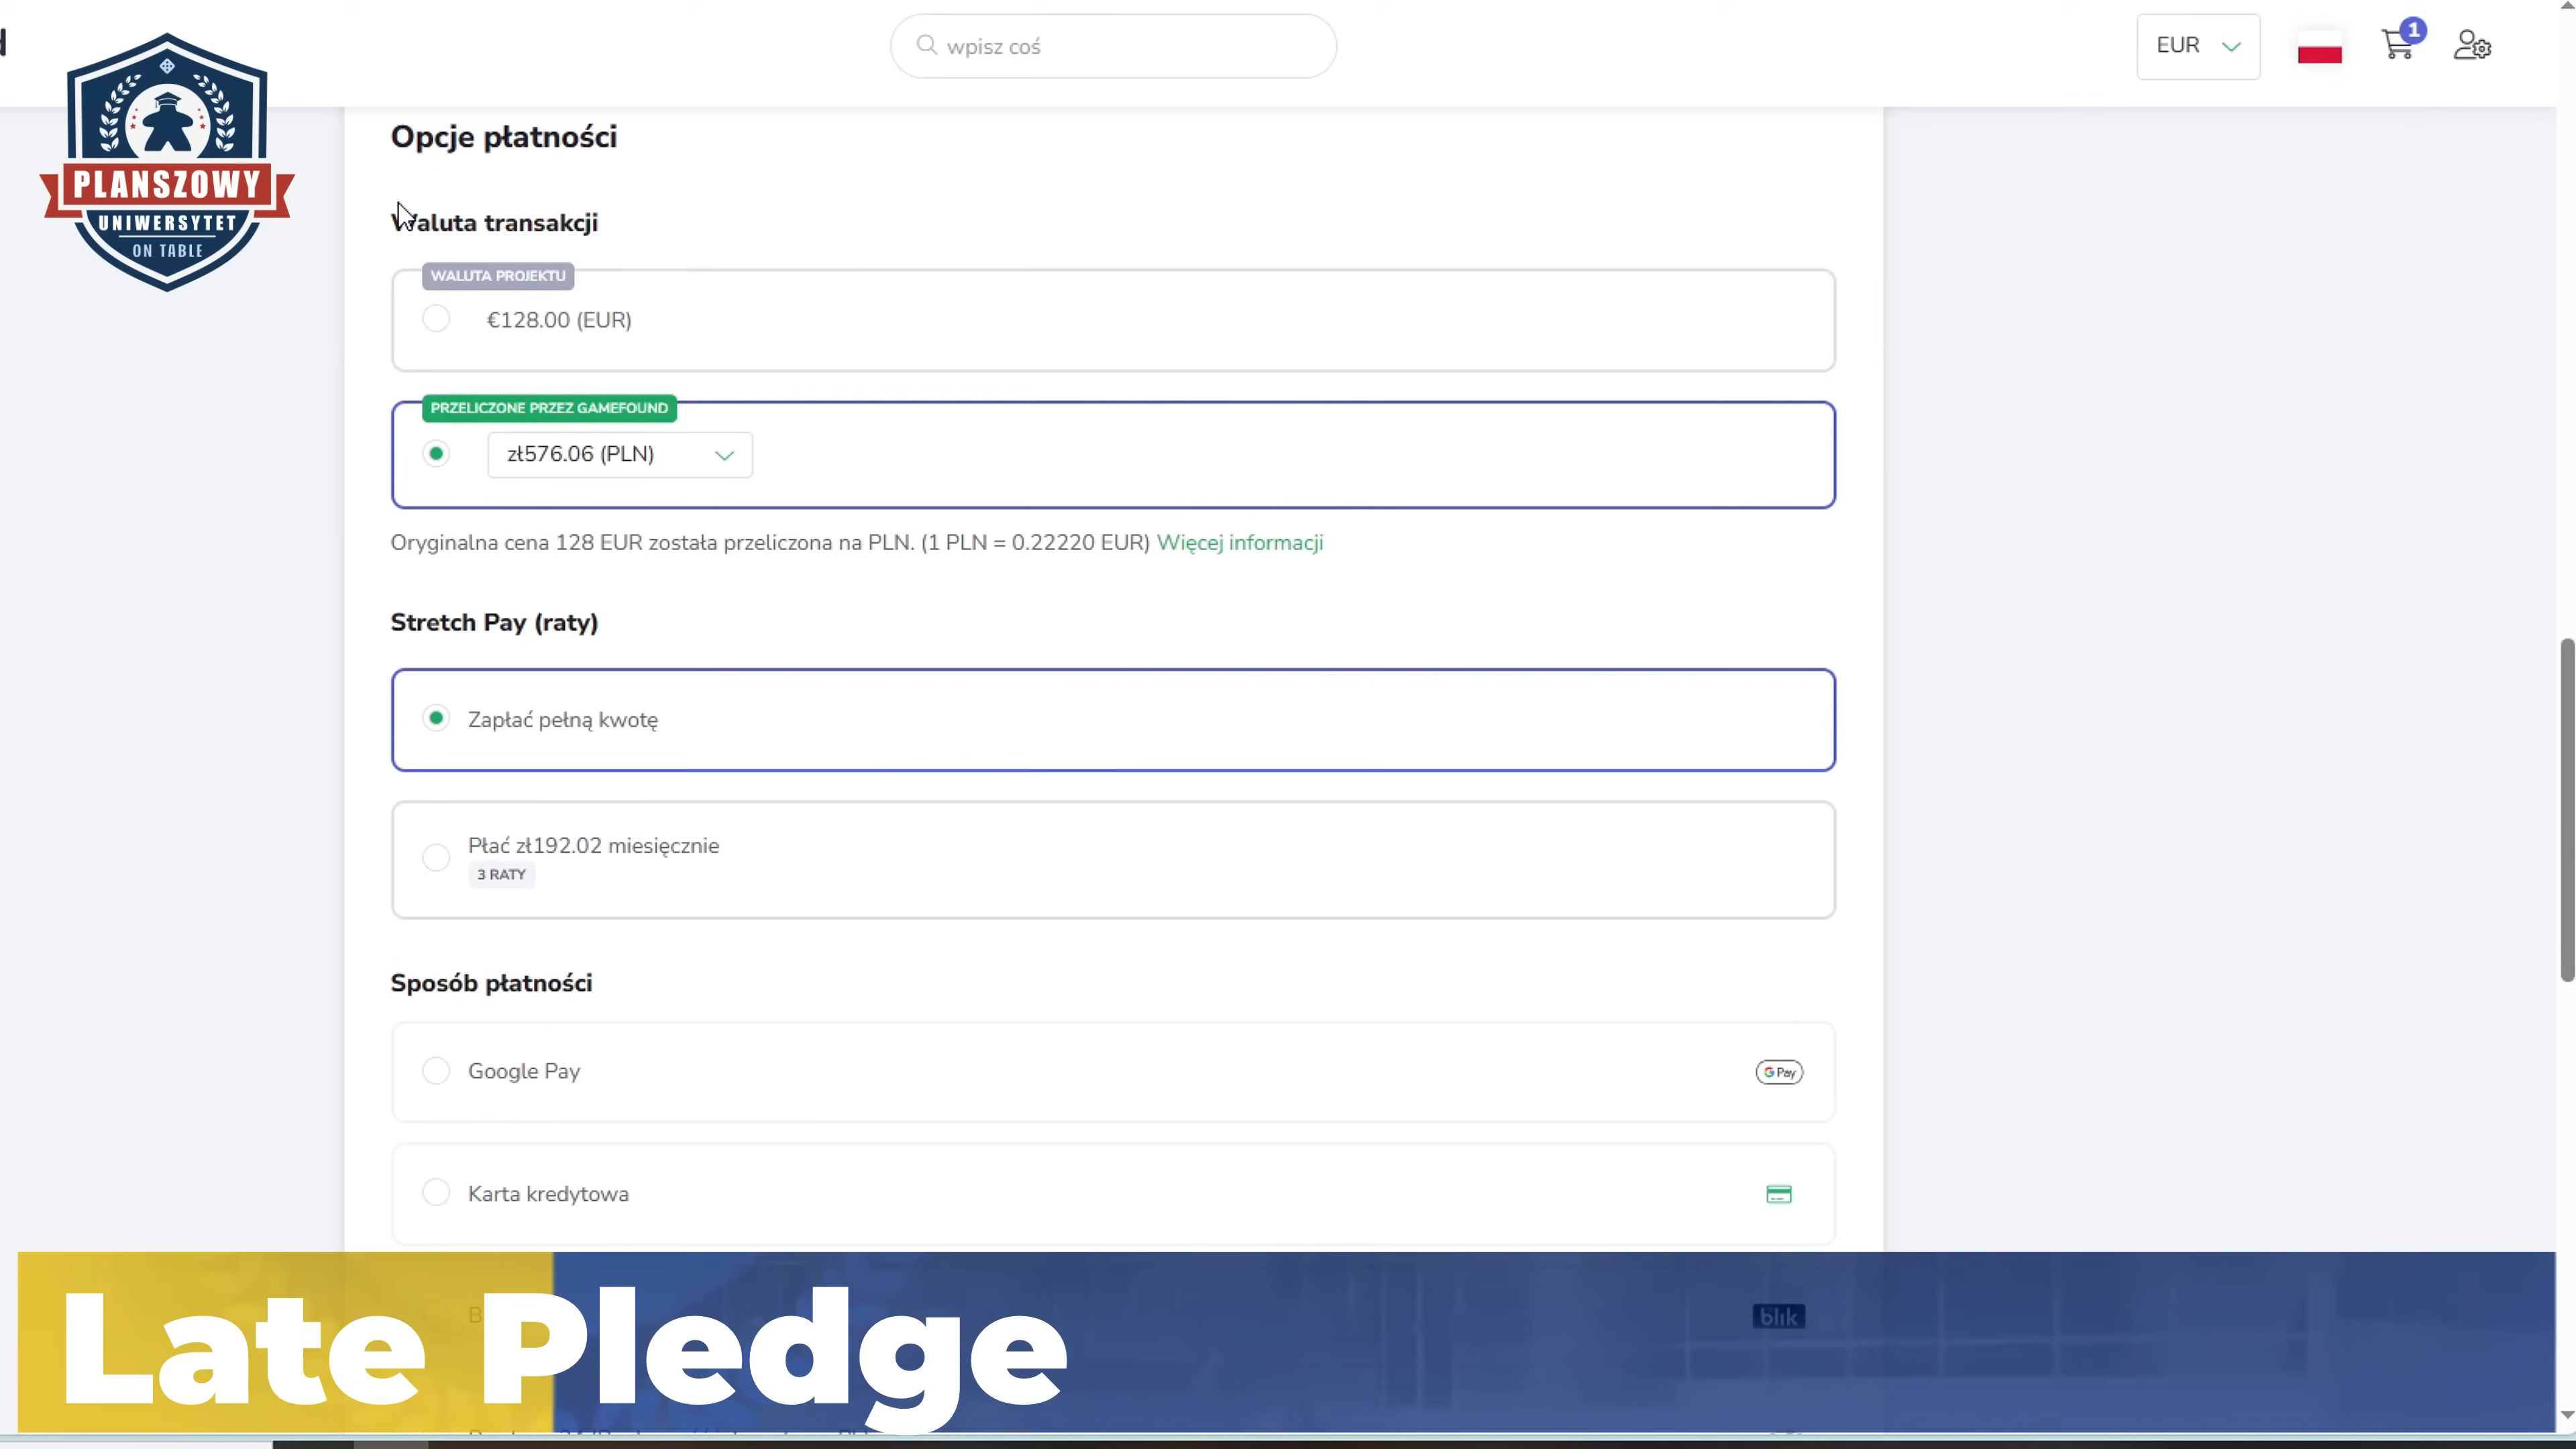 wpisz coś
EUR
1
PLANSZOWY
UNIWERSYTET
ON TABLE
Opcje płatności
Waluta transakcji
WALUTA PROJEKTU
€128.00 (EUR)
PRZELICZONE PRZEZ GAMEFOUND
zł576.06 (PLN)
Oryginalna cena 128 EUR została przeliczona na PLN. (1 PLN = 0.22220 EUR) Więcej informacji
Stretch Pay (raty)
Zapłać pełną kwotę
Płać zł192.02 miesięcznie
3 RATY
Sposób płatności
Google Pay
G Pay
Karta kredytowa
blik
Late Pledge